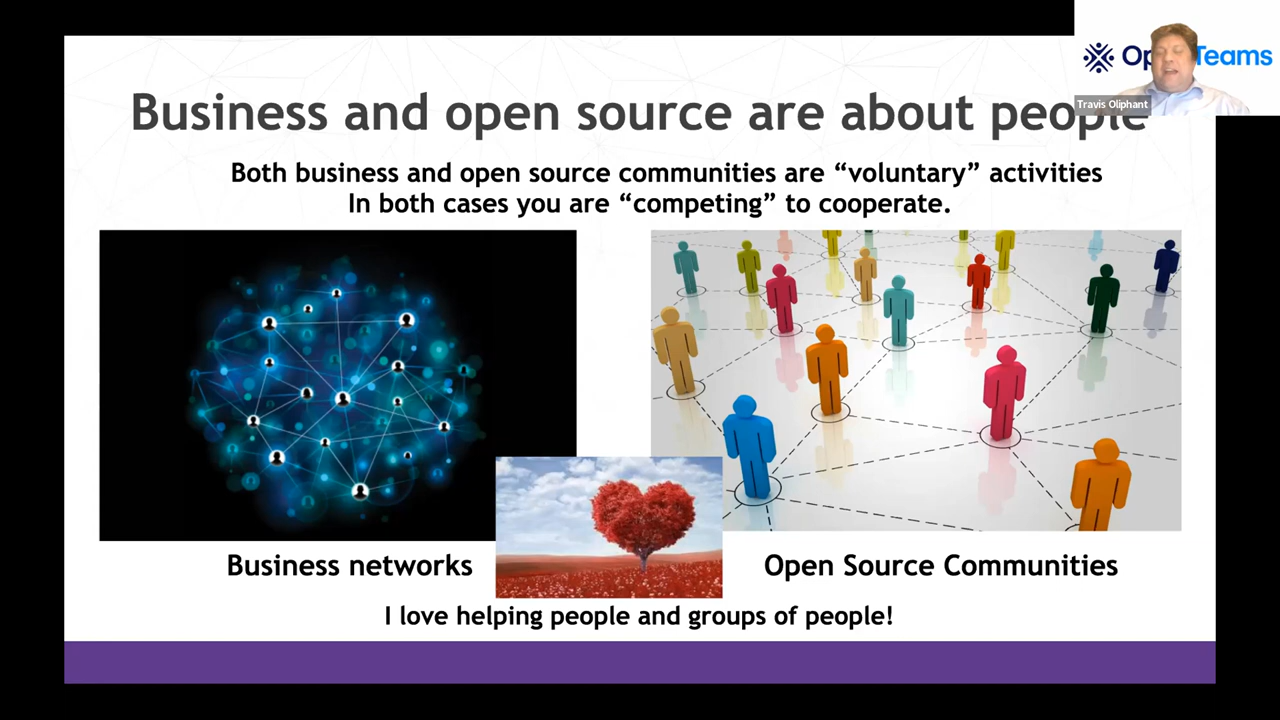 Teams
Travis Oliphant
Business and open source are about people
Both business and open source communities are “voluntary” activities
In both cases you are “competing” to cooperate.
Business networks
Open Source Communities
I love helping people and groups of people!